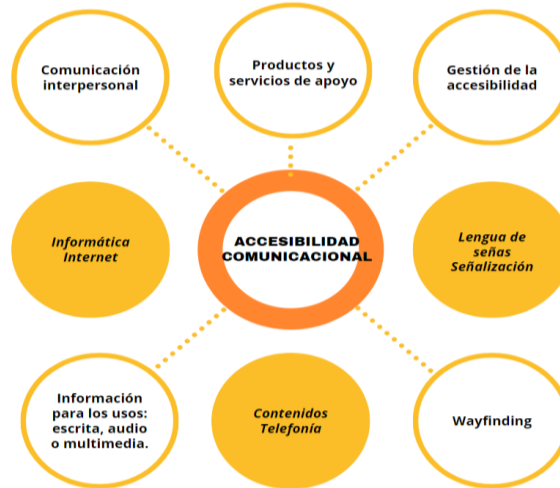 Comunicación
interpersonal
Productos y
servicios de apoyo
Gestión de la
accesibilidad
Informática
Internet
ACCESIBILIDAD
COMUNICACIONAL
Lengua de
señas
Señalización
Información
para los usos:
escrita, audio
o multimedia.
Contenidos
Telefonía
Wayfinding